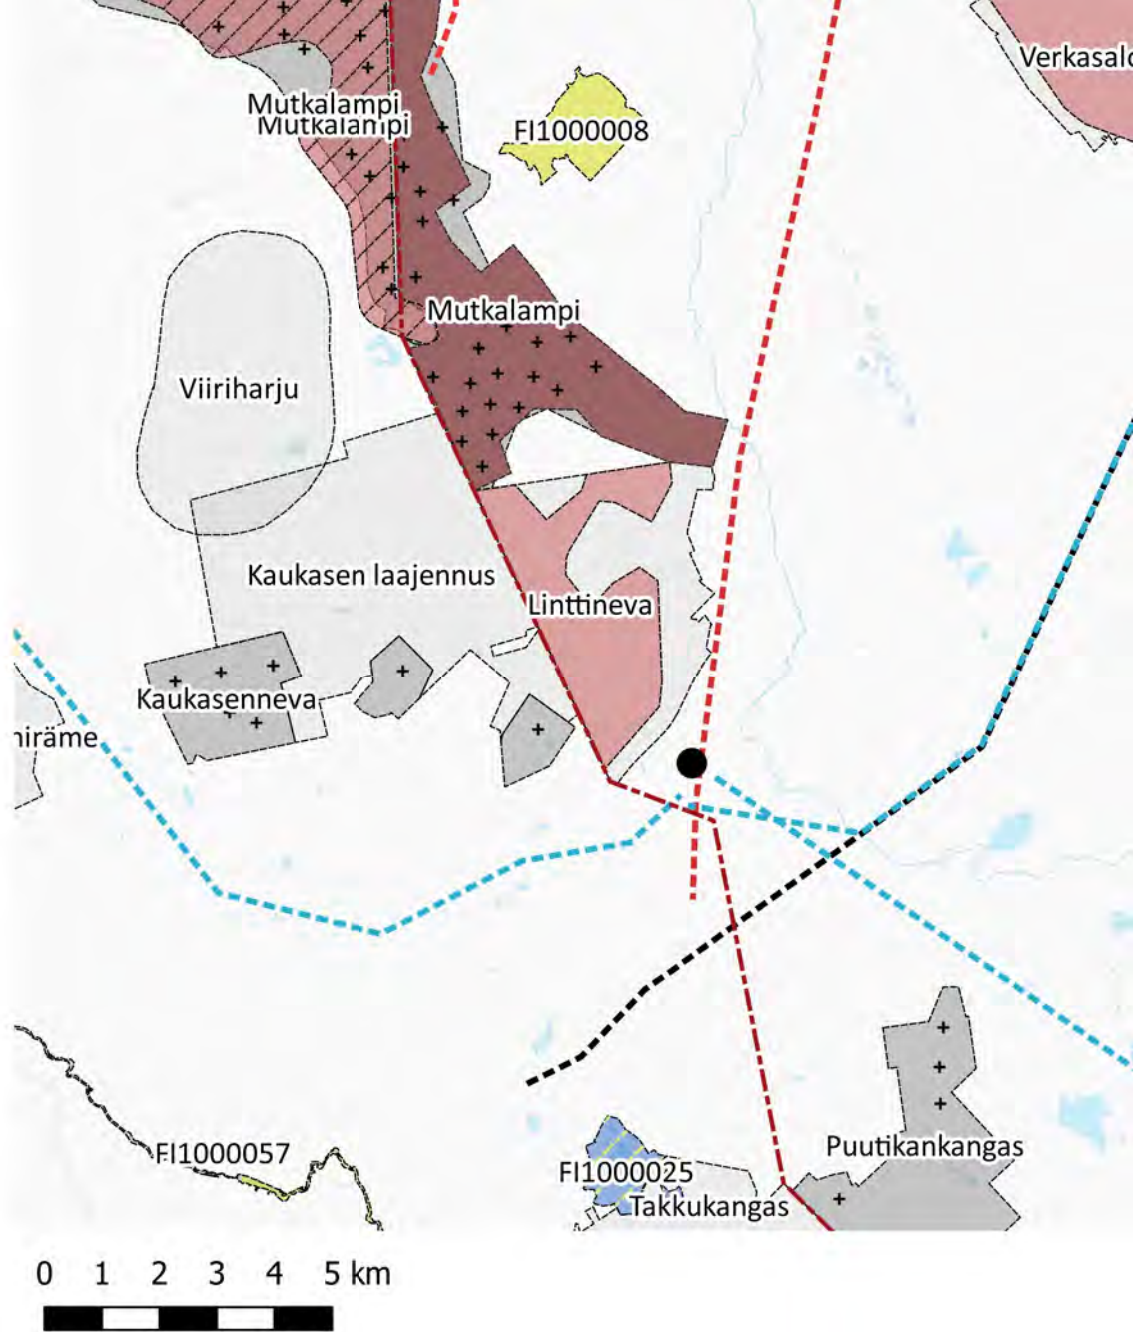 Verkasalo
Mutkalampi
Mutkalampi
FI1000008
Mutkalampi
Viiriharju
Kaukasen laajennus
Linttineva
Kaukasenneva
niräme
Puutikankangas
FI1000057
FI1000025
Takkukangas
0 1 2 3 4 5 km